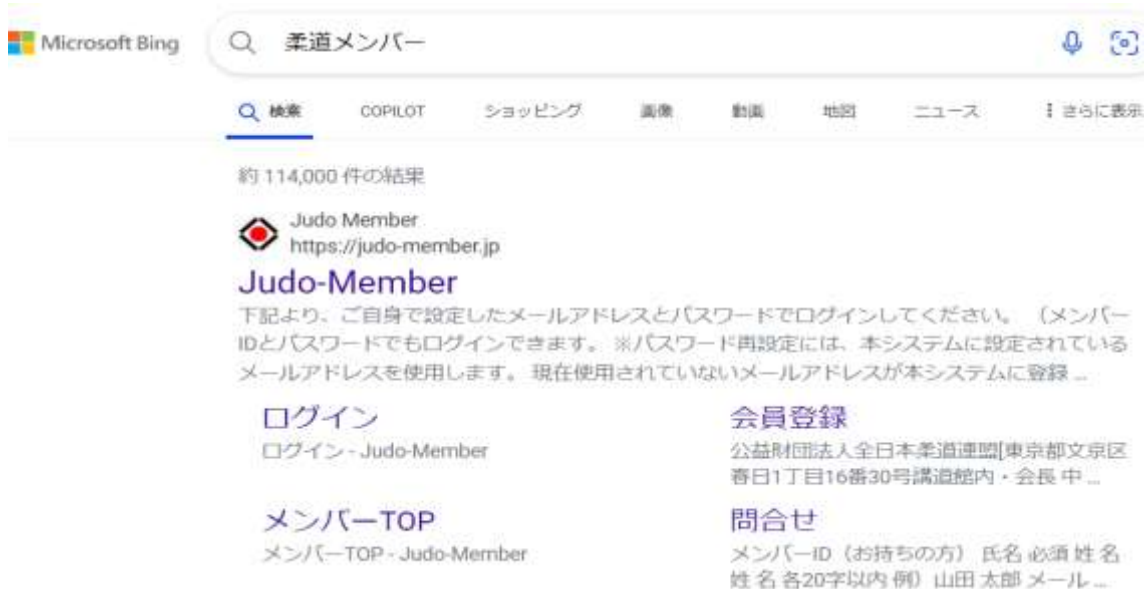 Microsoft Bing
柔道メンバー
検索 COPILOT ショッピング 画像 動画 地図 ニュース さらに表示
約 114,000 件の結果
Judo Member
https://judo-member.jp
Judo-Member
下記より、ご自身で設定したメールアドレスとパスワードでログインしてください。 （メンバー
IDとパスワードでもログインできます。 ※パスワード再設定には、本システムに設定されている
メールアドレスを使用します。 現在使用されていないメールアドレスが本システムに登録 ...
ログイン
ログイン - Judo-Member
会員登録
公益財団法人全日本柔道連盟[東京都文京区
春日1丁目16番30号講道館内・会長 中 ...
メンバーTOP
メンバーTOP - Judo-Member
問合せ
メンバーID（お持ちの方） 氏名 必須 姓 名
姓 名 各20字以内 例）山田 太郎 メール ...